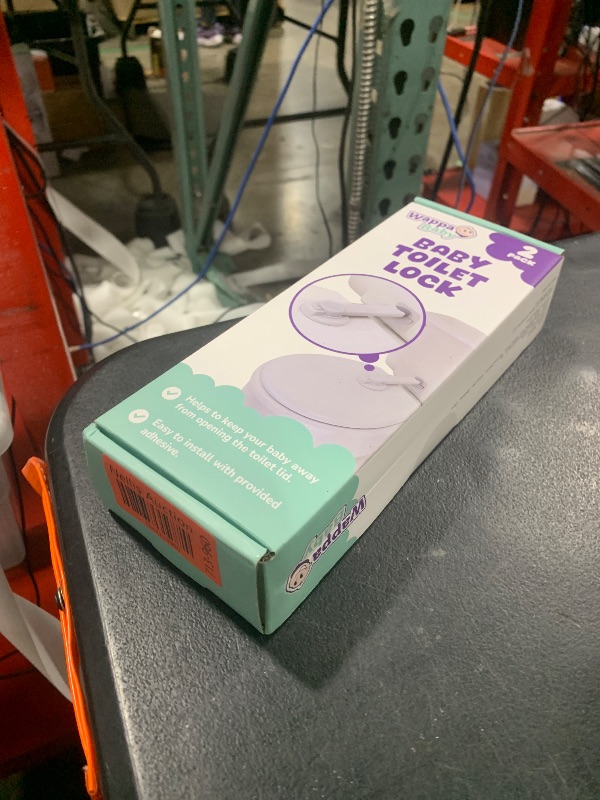 Wappa
Baby
2
PACK
BABY
TOILET
LOCK
Helps to keep your baby away
from opening the toilet lid.
Easy to install with provided
adhesive.
Wappa
Baby